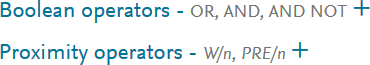 Boolean operators - OR, AND, AND NOT +
Proximity operators - W/n, PRE/n +